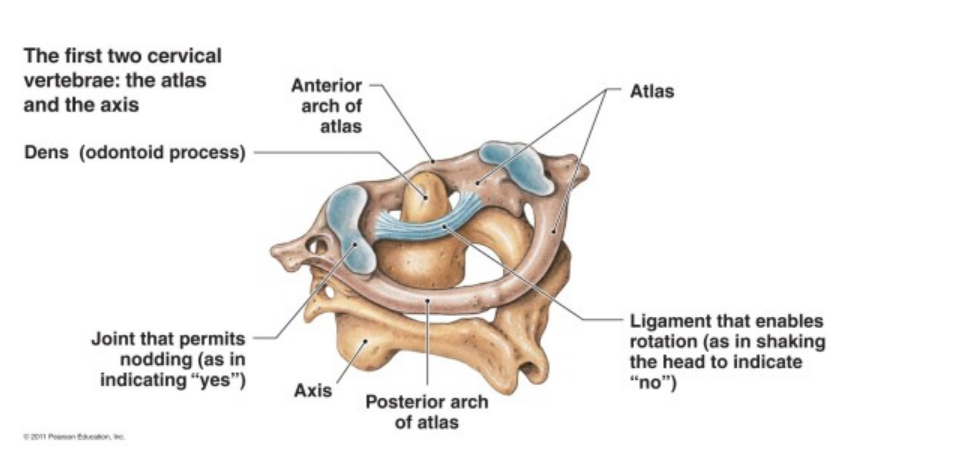 The first two cervical
vertebrae: the atlas
and the axis
Anterior
arch of
atlas
Atlas
Dens (odontoid process)
Joint that permits
nodding (as in
indicating “yes”)
Axis
Posterior arch
of atlas
Ligament that enables
rotation (as in shaking
the head to indicate
“no”)
© 2011 Pearson Education, Inc.